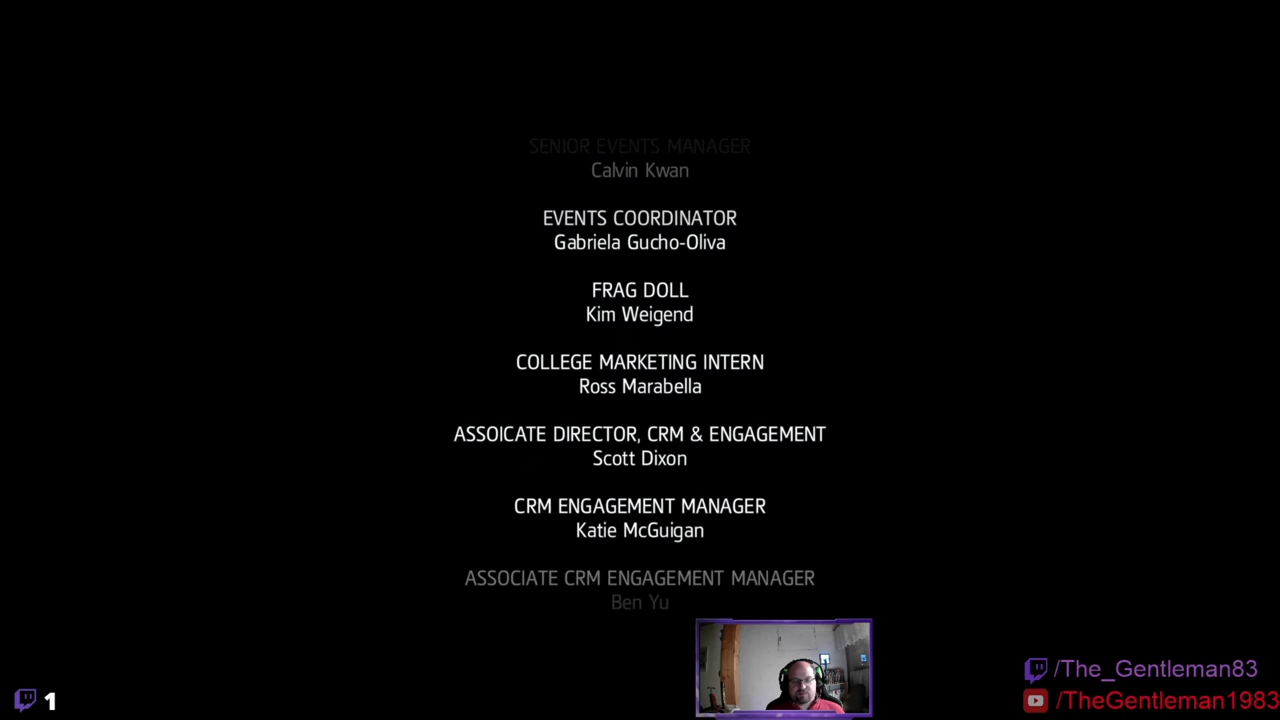 SENIOR EVENTS MANAGER
Calvin Kwan
EVENTS COORDINATOR
Gabriela Gucho-Oliva
FRAG DOLL
Kim Weigend
COLLEGE MARKETING INTERN
Ross Marabella
ASSOICATE DIRECTOR, CRM & ENGAGEMENT
Scott Dixon
CRM ENGAGEMENT MANAGER
Katie McGuigan
ASSOCIATE CRM ENGAGEMENT MANAGER
Ben Yu
/The_Gentleman83
/TheGentleman1983
1